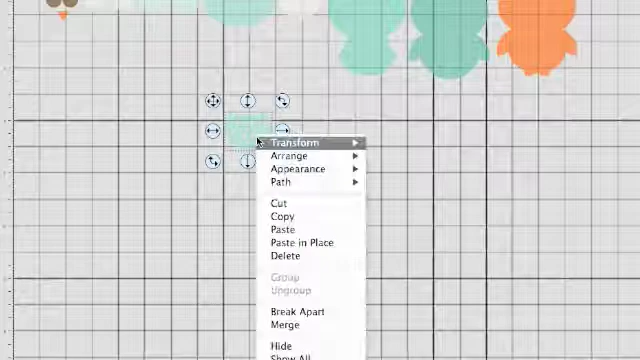 Transform
Arrange
Appearance
Path
Cut
Copy
Paste
Paste in Place
Delete
Group
Ungroup
Break Apart
Merge
Hide
Show All